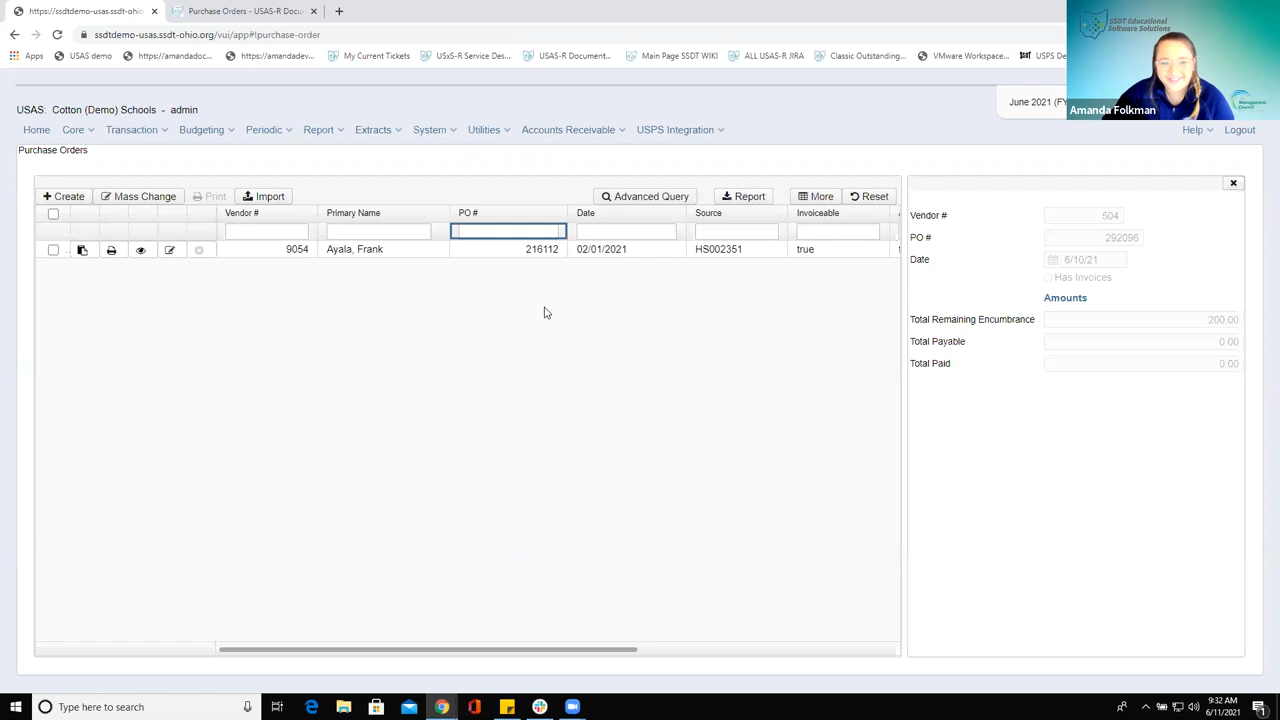 https://ssdtdemo-usas.ssdt-ohio
Purchase Orders - USAS-R Docu
ssdtdemo-usas.ssdt-ohio.org/vui/app#!purchase-order
Apps
USAS demo
https://amandadoc...
https://amandadev...
My Current Tickets
USxS-R Service Des...
USAS-R Document...
Main Page SSDT WIKI
ALL USAS-R JIRA
Classic Outstanding...
VMware Workspace...
USPS De
SSDT Educational
Software Solutions
Management
Council
Amanda Folkman
USAS: Cotton (Demo) Schools - admin
June 2021 (FY
Home
Core
Transaction
Budgeting
Periodic
Report
Extracts
System
Utilities
Accounts Receivable
USPS Integration
Help
Logout
Purchase Orders
Create
Mass Change
Print
Import
Advanced Query
Report
More
Reset
Vendor #
Primary Name
PO #
Date
Source
Invoiceable
9054
Ayala, Frank
216112
02/01/2021
HS002351
true
Vendor #
504
PO #
292096
Date
6/10/21
Has Invoices
Amounts
Total Remaining Encumbrance
200.00
Total Payable
0.00
Total Paid
0.00
Type here to search
9:32 AM
6/11/2021
1